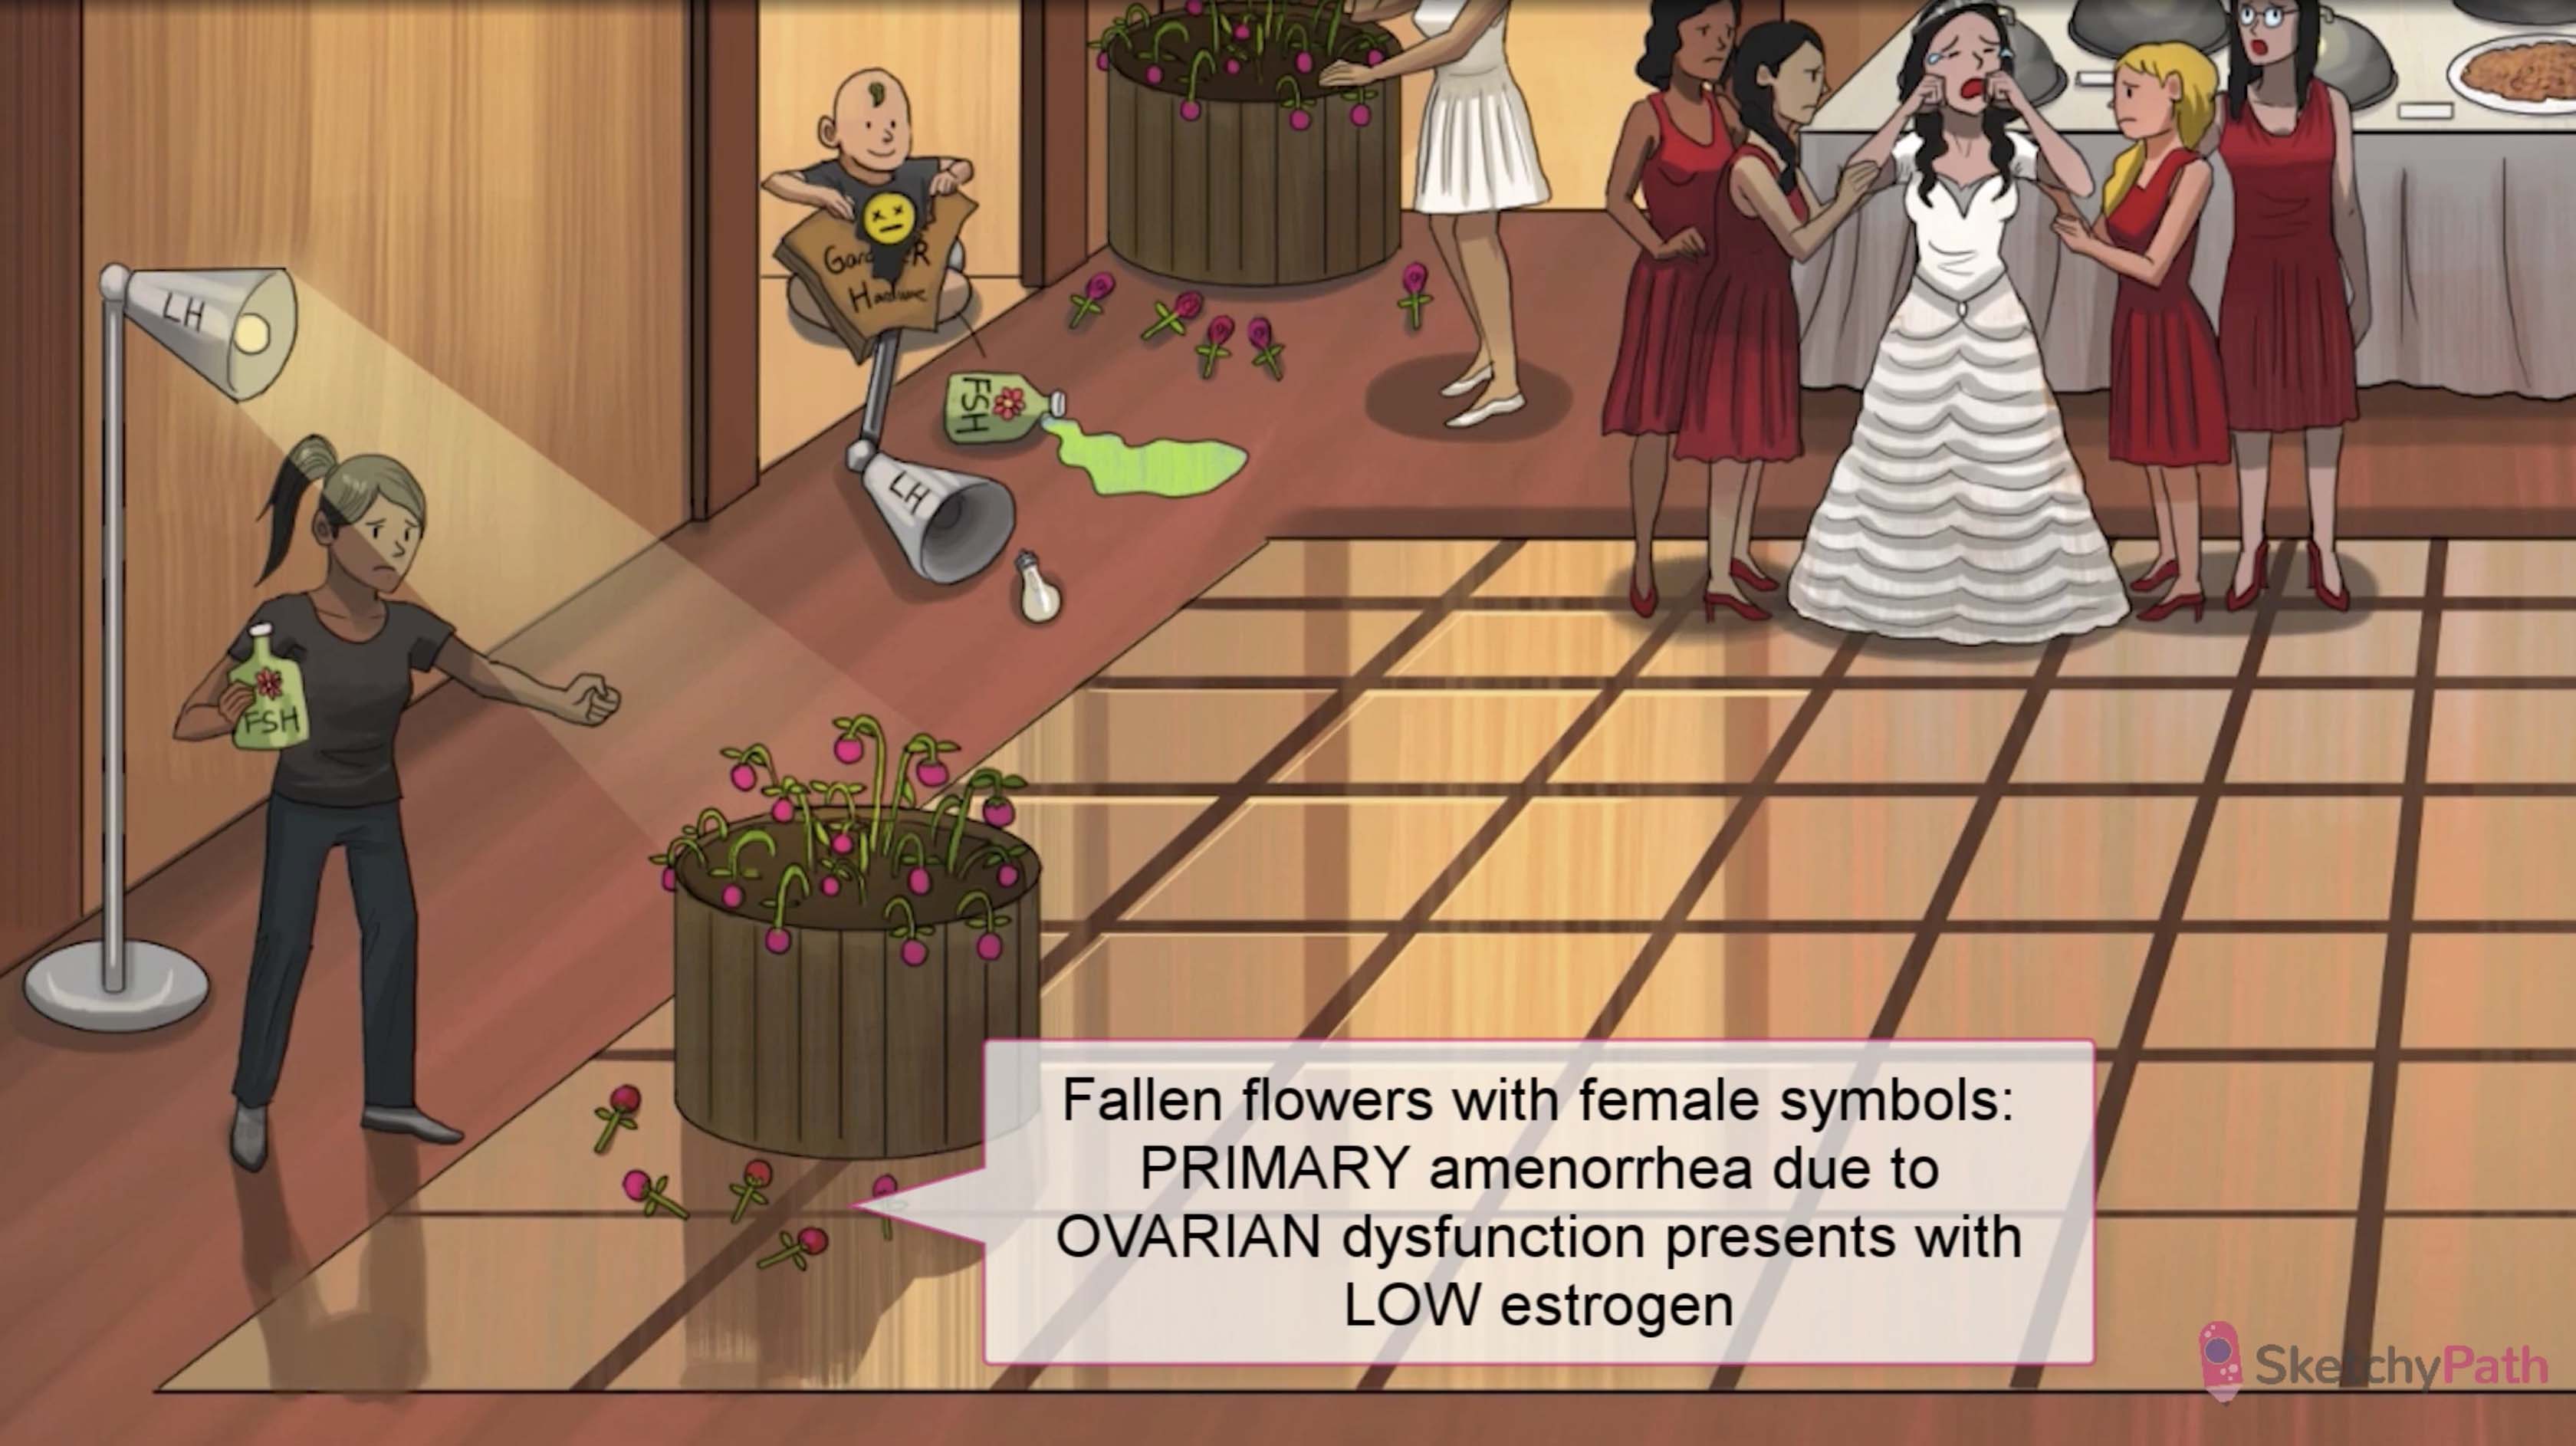 LH
FSH
LH
FSH
Fallen flowers with female symbols:
PRIMARY amenorrhea due to
OVARIAN dysfunction presents with
LOW estrogen
SketchyPath